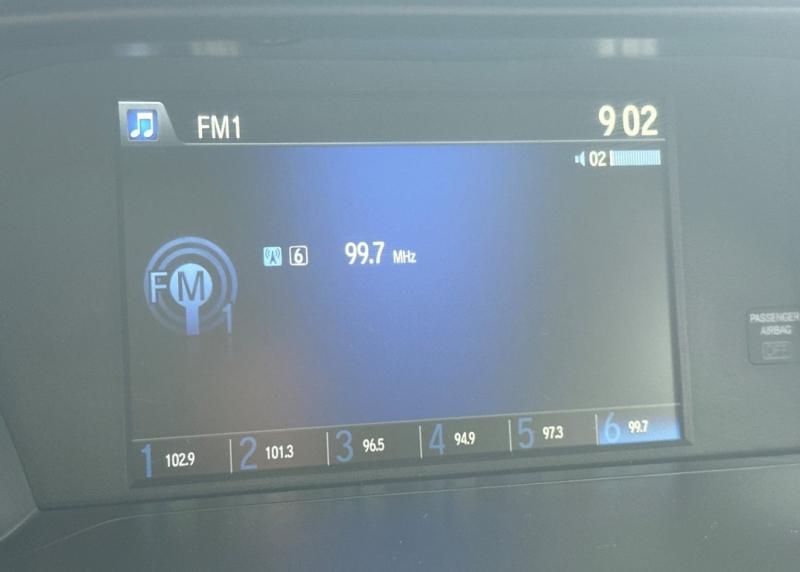 FM1
9 02
02
6 99.7 MHz
FM
1
PASSENGER
AIRBAG
OFF
1 102.9 2 101.3 3 96.5 4 94.9 5 97.3 6 99.7